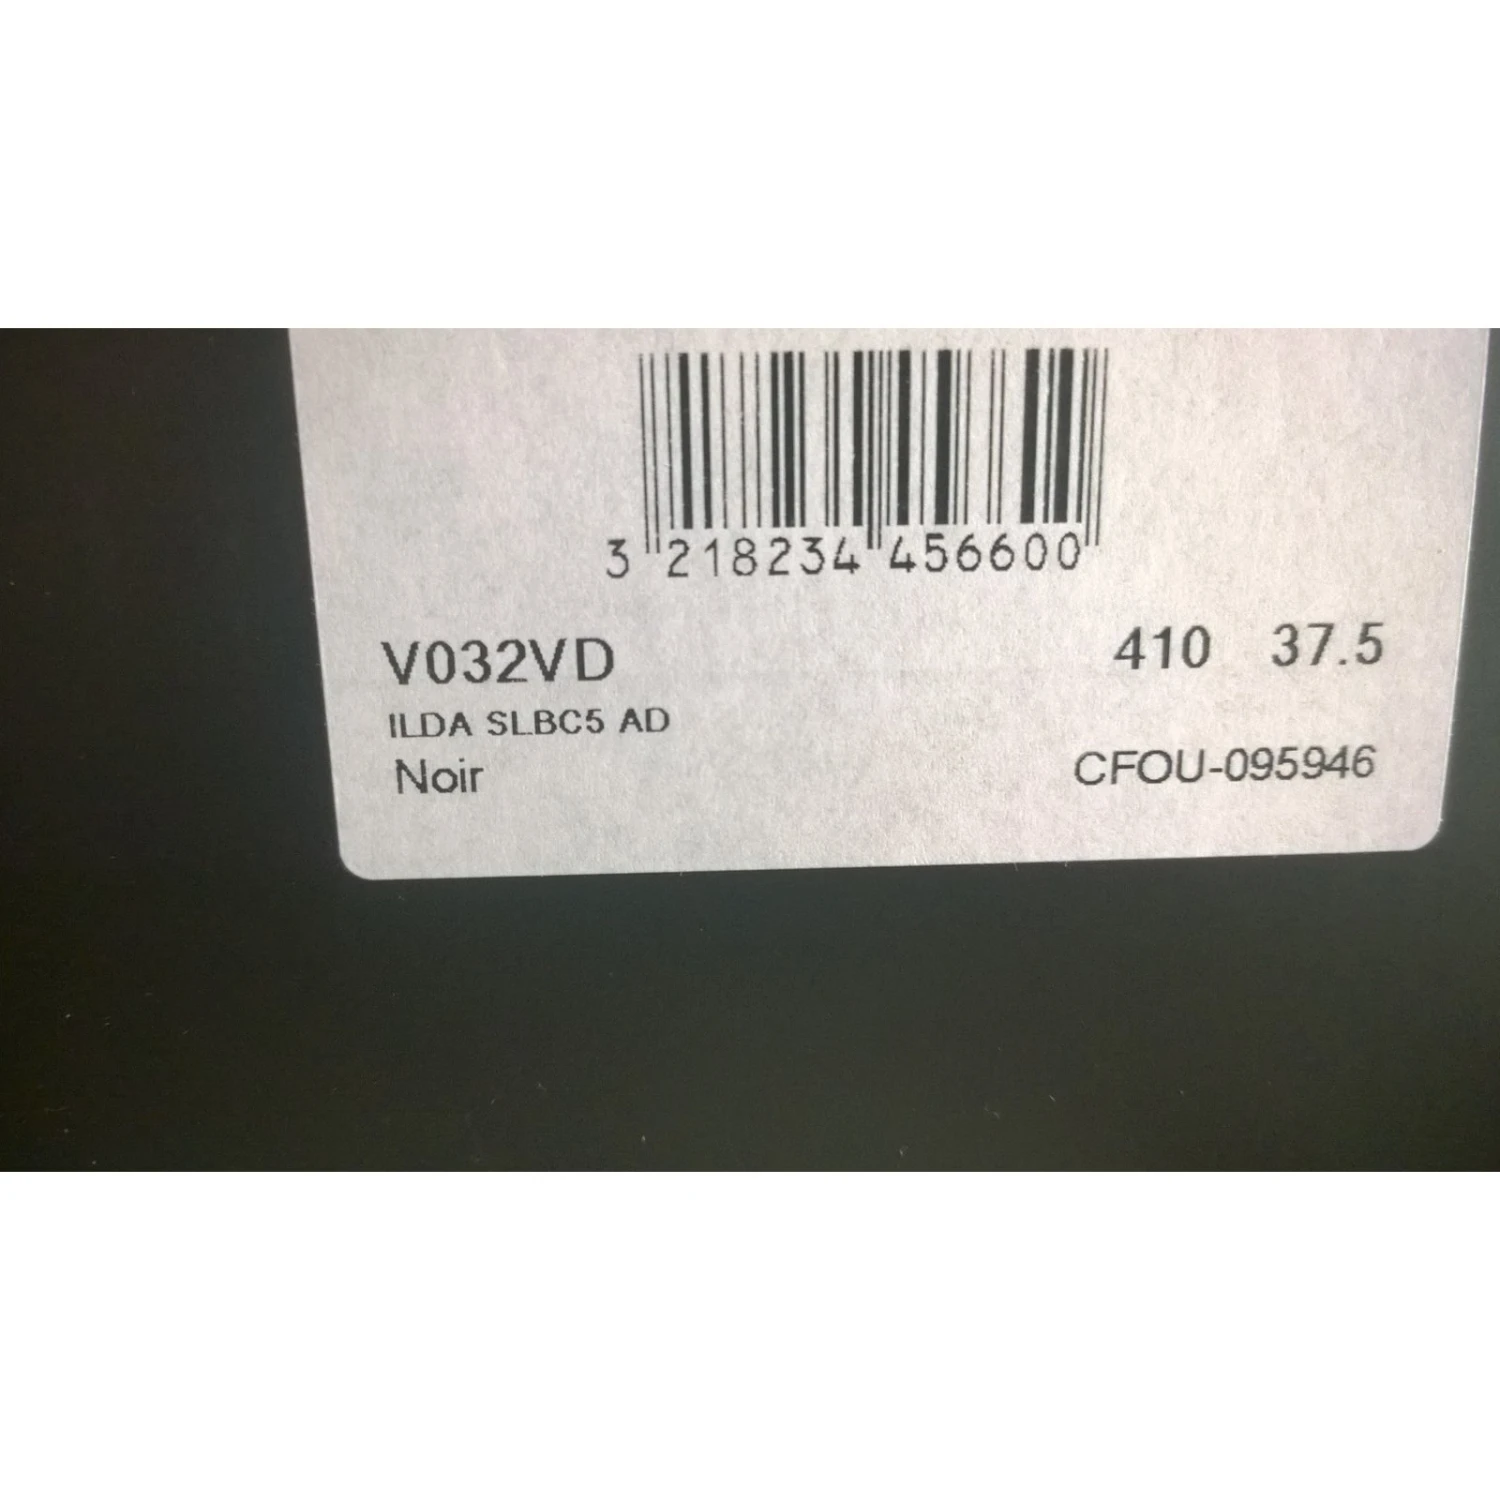 3 218234 456600
V032VD 410 37.5
ILDA SLBC5 AD
Noir CFOU-095946